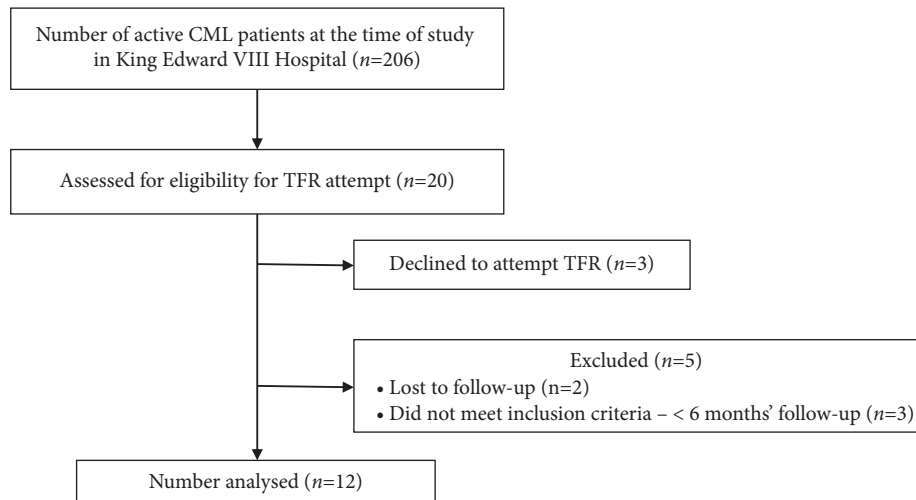 Number of active CML patients at the time of study
in King Edward VIII Hospital (n=206)
Assessed for eligibility for TFR attempt (n=20)
Declined to attempt TFR (n=3)
Excluded (n=5)
• Lost to follow-up (n=2)
• Did not meet inclusion criteria – < 6 months’ follow-up (n=3)
Number analysed (n=12)